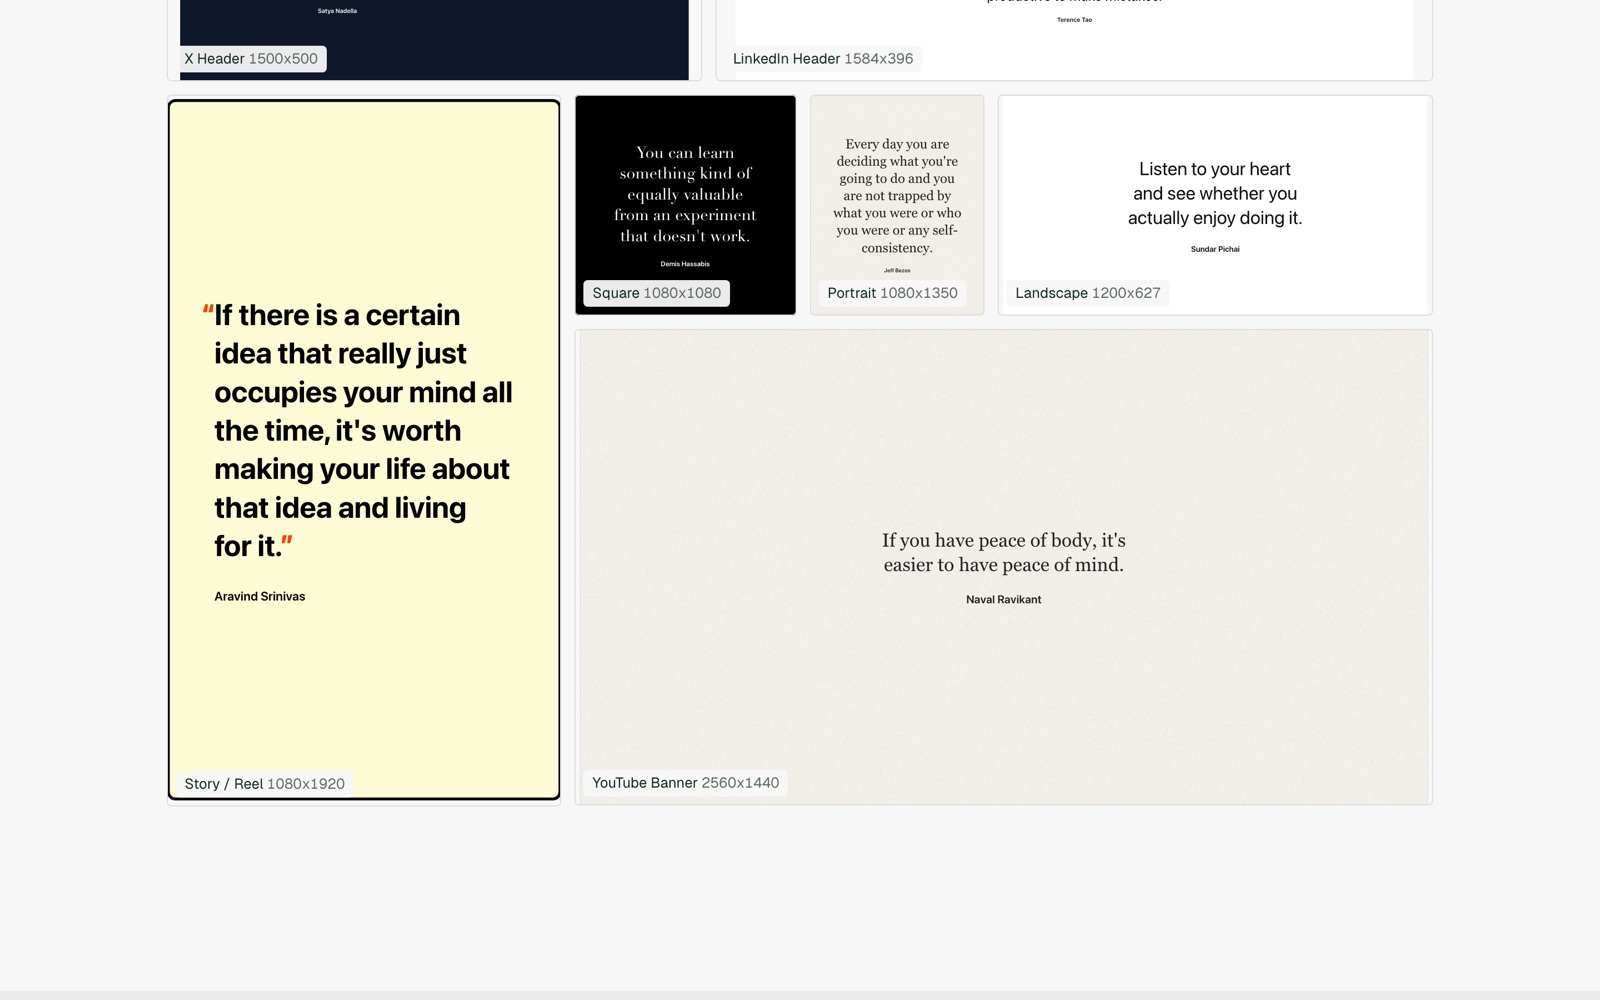 Satya Nadella
X Header 1500x500
productive to make mistakes.
Terence Tao
LinkedIn Header 1584x396
“If there is a certain
idea that really just
occupies your mind all
the time, it's worth
making your life about
that idea and living
for it.”
Aravind Srinivas
Story / Reel 1080x1920
You can learn
something kind of
equally valuable
from an experiment
that doesn't work.
Demis Hassabis
Square 1080x1080
Every day you are
deciding what you're
going to do and you
are not trapped by
what you were or who
you were or any self-
consistency.
Jeff Bezos
Portrait 1080x1350
Listen to your heart
and see whether you
actually enjoy doing it.
Sundar Pichai
Landscape 1200x627
If you have peace of body, it's
easier to have peace of mind.
Naval Ravikant
YouTube Banner 2560x1440